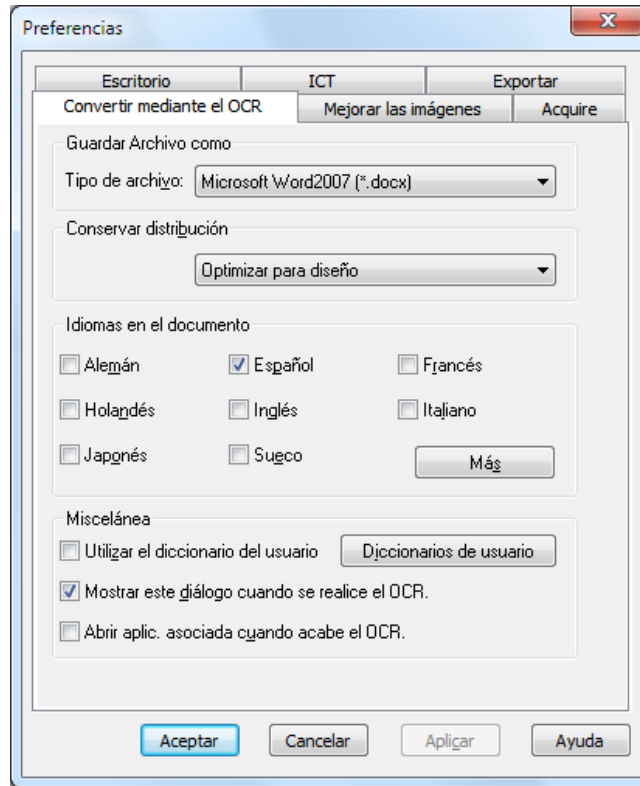 Preferencias
Escritorio ICT Exportar
Convertir mediante el OCR Mejorar las imágenes Acquire
Guardar Archivo como
Tipo de archivo: Microsoft Word2007 (*.docx)
Conservar distribución
Optimizar para diseño
Idiomas en el documento
Alemán Español Francés
Holandés Inglés Italiano
Japonés Sueco Más
Miscelánea
Utilizar el diccionario del usuario Diccionarios de usuario
Mostrar este diálogo cuando se realice el OCR.
Abrir aplic. asociada cuando acabe el OCR.
Aceptar Cancelar Aplicar Ayuda